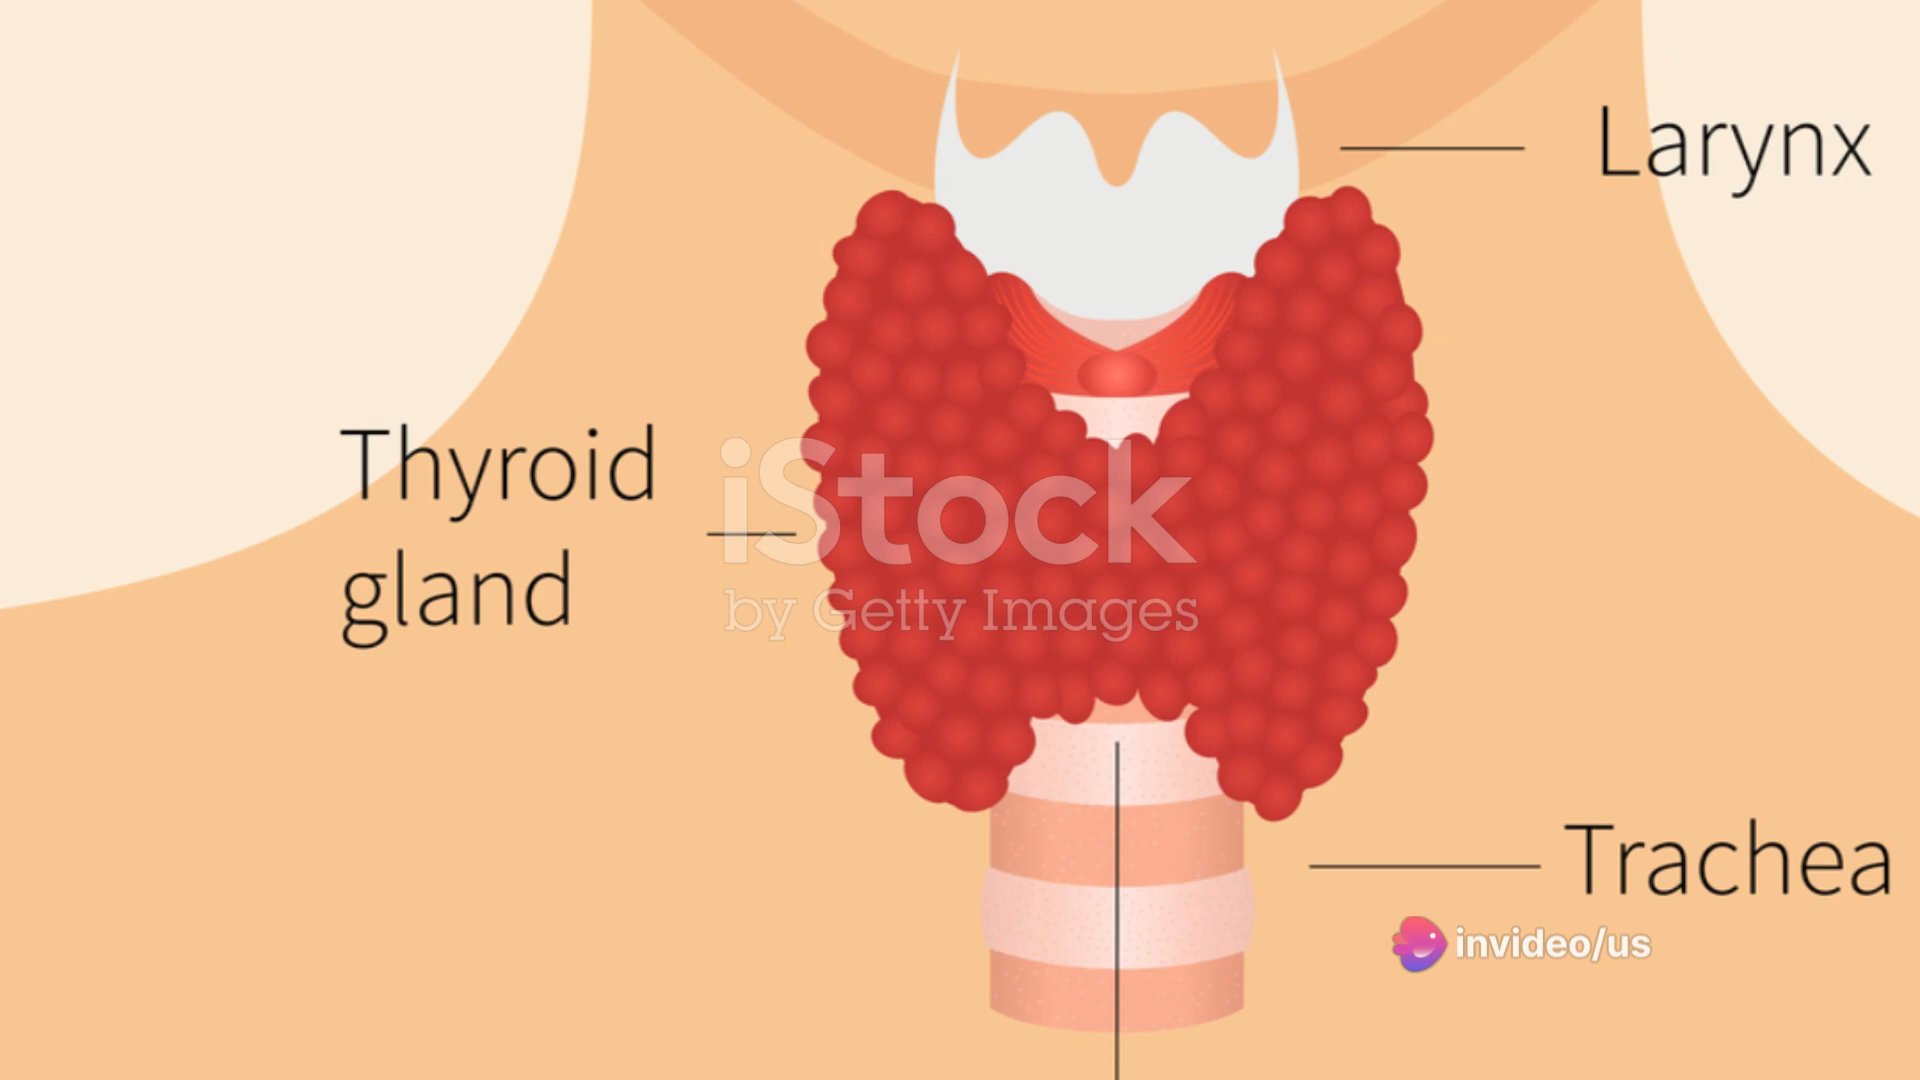 Larynx
Thyroid
gland
iStock
by Getty Images
Trachea
invideo/us